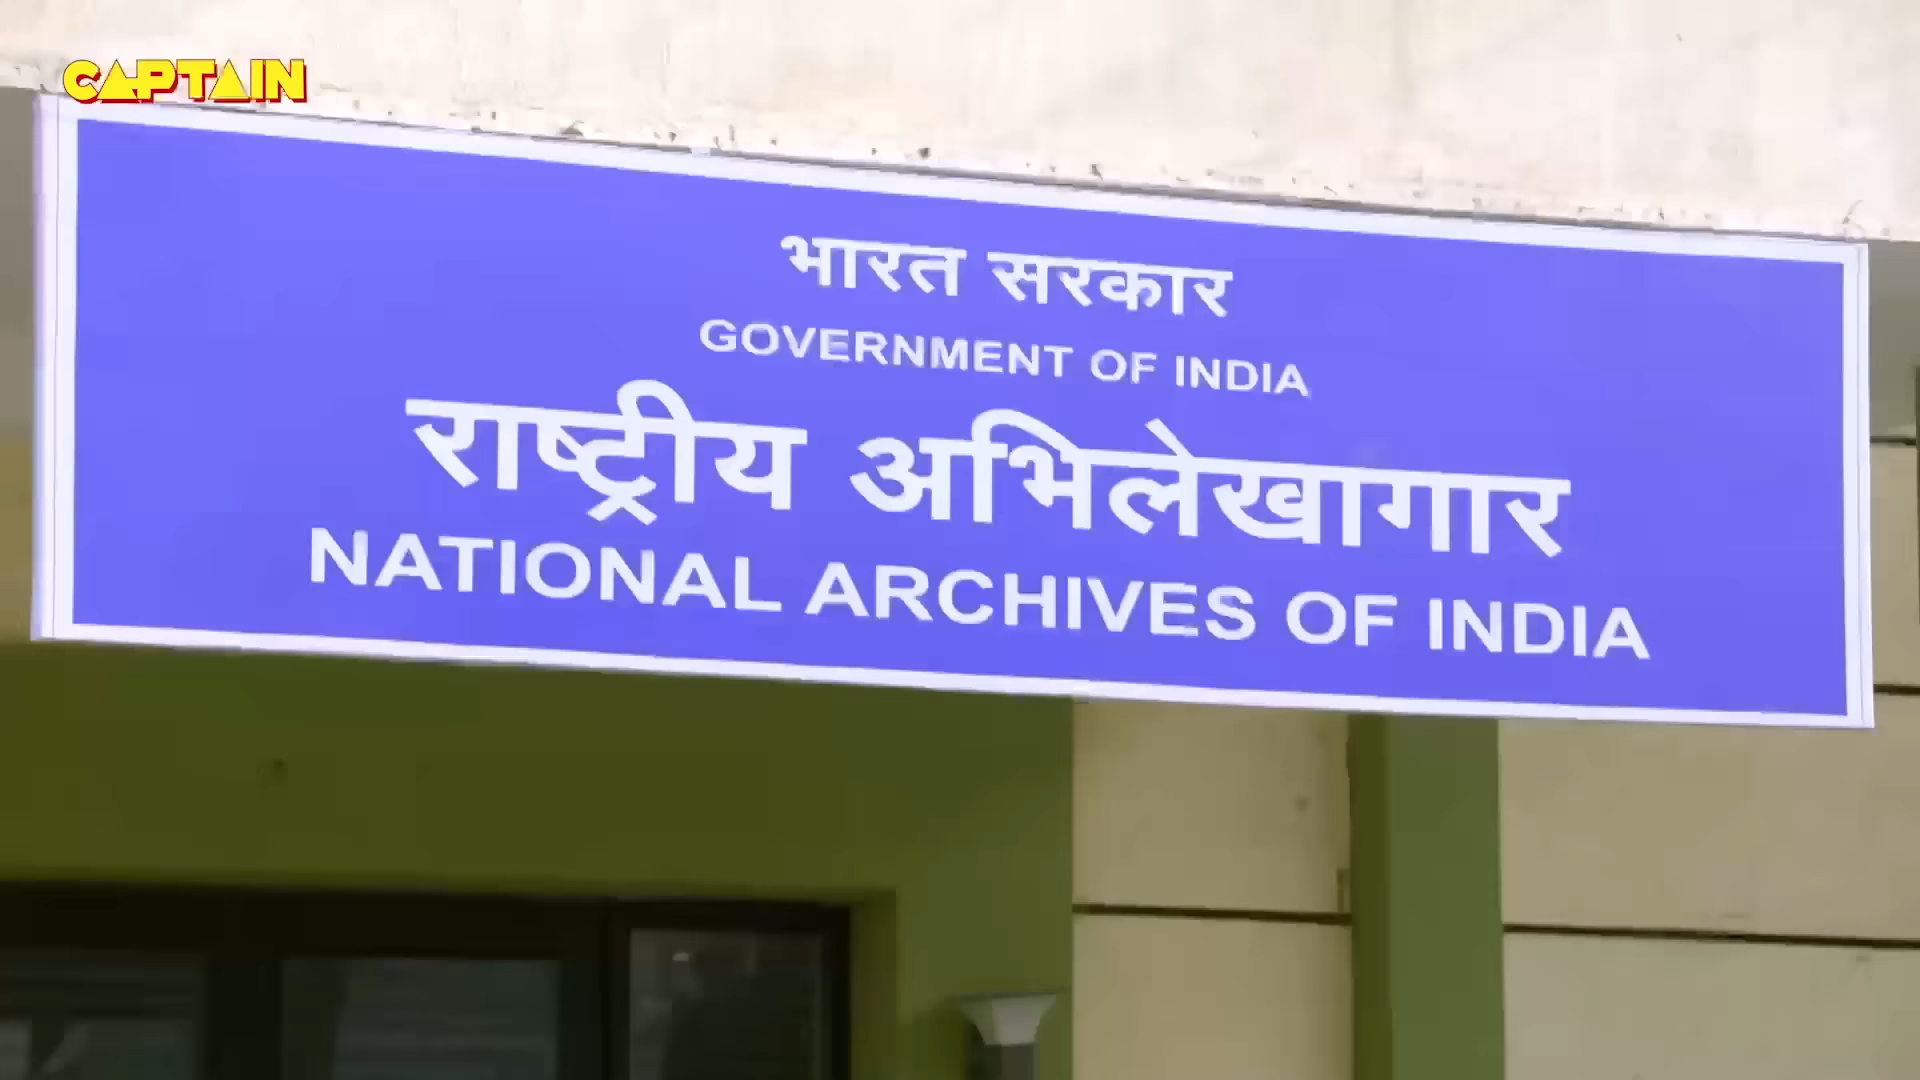 CAPTAIN
भारत सरकार
GOVERNMENT OF INDIA
राष्ट्रीय अभिलेखागार
NATIONAL ARCHIVES OF INDIA